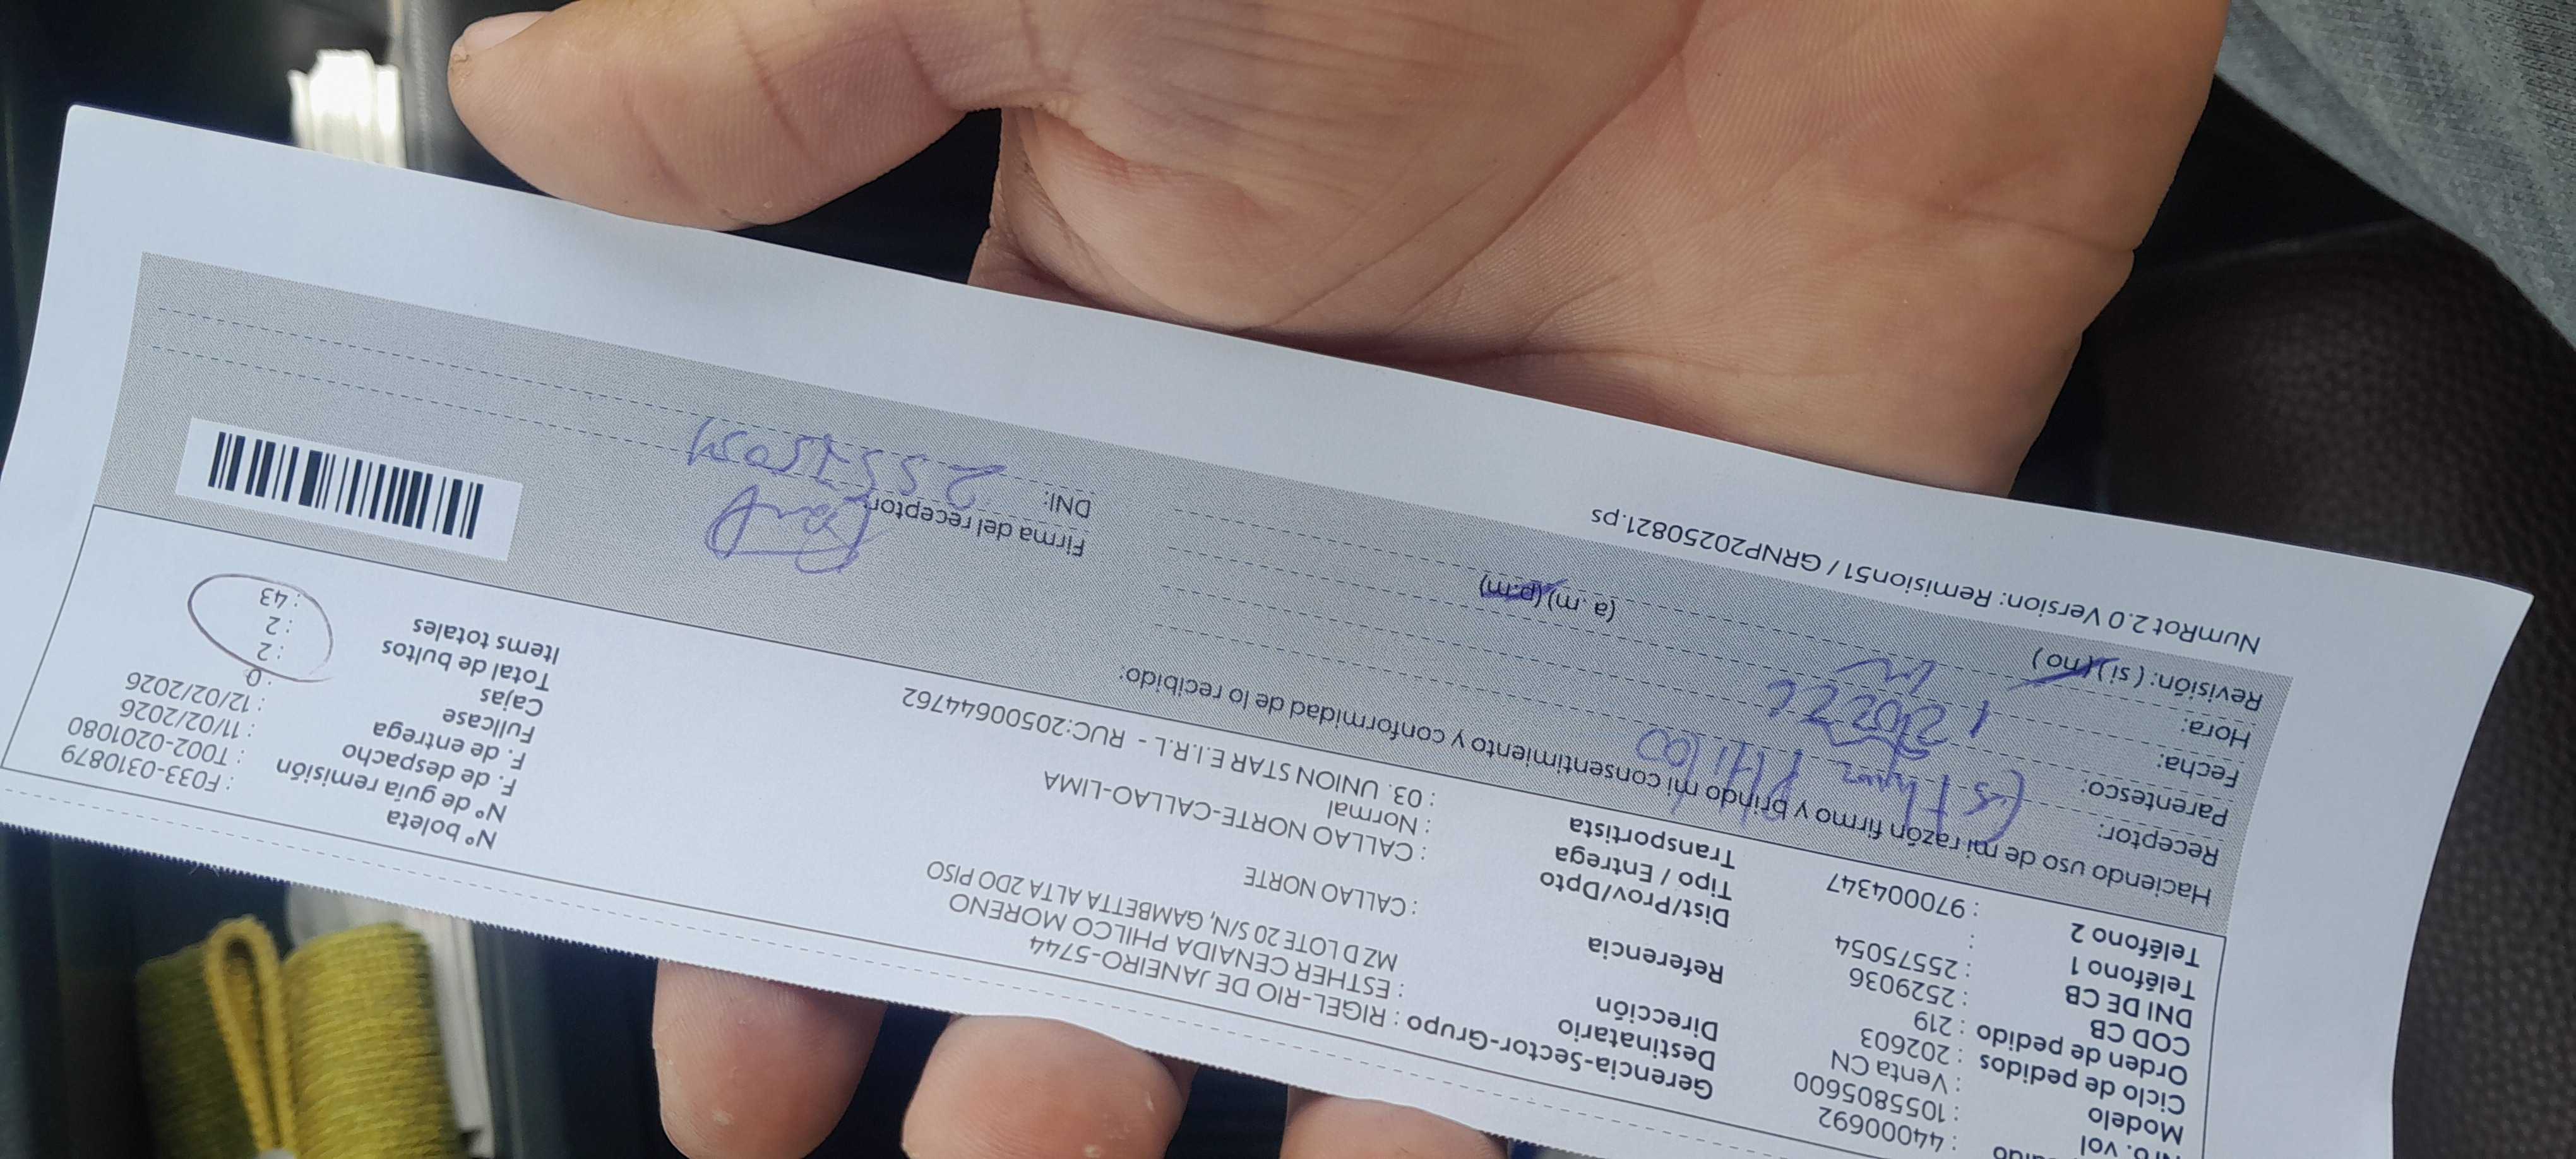 : 44000692
Nro. vol : 1055805600
Modelo : Venta CN
Ciclo de pedidos : 202603
Orden de pedido : 219
COD CB : 2529036
DNI DE CB : 25575054
Teléfono 1 :
Teléfono 2 : 970004347
Gerencia-Sector-Grupo : RIGEL-RIO DE JANEIRO-5744
Destinatario : ESTHER CENAIDA PHILCO MORENO
Dirección MZ D LOTE 20 S/N, GAMBETTA ALTA 2DO PISO
CALLAO NORTE
Referencia :
Dist/Prov/Dpto : CALLAO NORTE-CALLAO-LIMA
Tipo / Entrega : Normal
Transportista : 03. UNION STAR E.I.R.L - RUC:20500644762
Nº boleta : F033-0310879
Nº de guía remisión : T002-0201080
F. de despacho : 11/02/2026
F. de entrega : 12/02/2026
Fullcase : 0
Cajas : 2
Total de bultos : 2
Items totales : 43
Haciendo uso de mi razón firmo y brindo mi consentimiento y conformidad de lo recibido:
Receptor: Philco
Parentesco:
Fecha:
Hora: (a .m) (p.m)
Revisión: ( si ) ( no )
Firma del receptor:
DNI: 25575054
NumRot 2.0 Version: Remision51 / GRNP20250821.ps